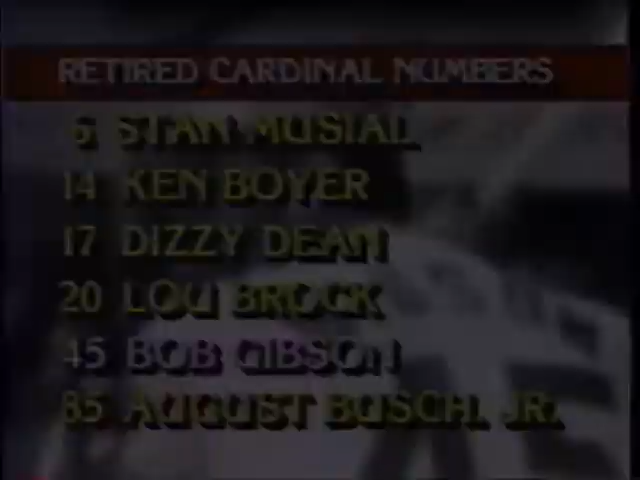 RETIRED CARDINAL NUMBERS
6 STAN MUSIAL
14 KEN BOYER
17 DIZZY DEAN
20 LOU BROCK
45 BOB GIBSON
85 AUGUST BUSCH, JR.